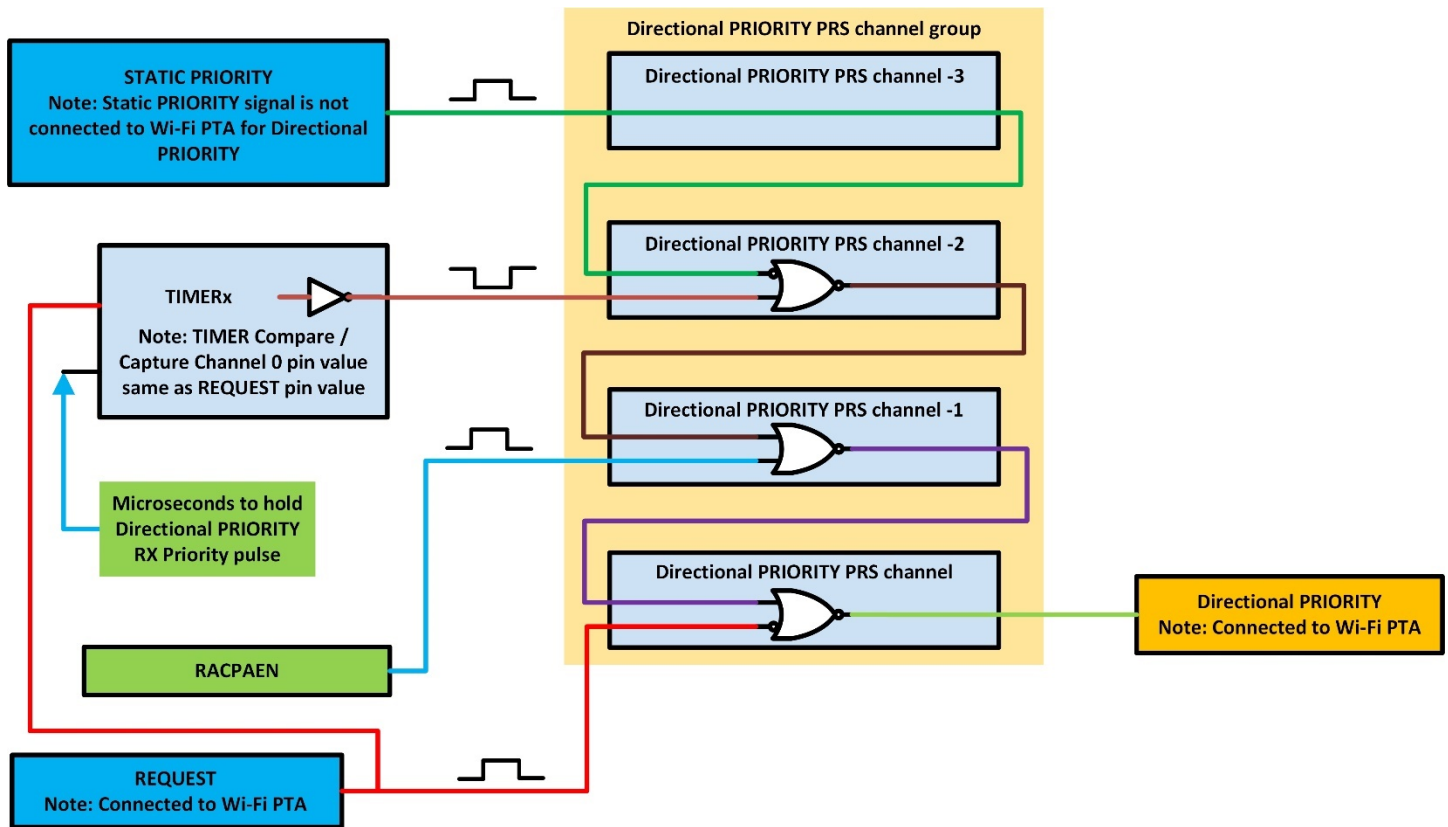 Directional PRIORITY PRS channel group
STATIC PRIORITY
Note: Static PRIORITY signal is not
connected to Wi-Fi PTA for Directional
PRIORITY
Directional PRIORITY PRS channel -3
Directional PRIORITY PRS channel -2
TIMERx
Note: TIMER Compare /
Capture Channel 0 pin value
same as REQUEST pin value
Directional PRIORITY PRS channel -1
Microseconds to hold
Directional PRIORITY
RX Priority pulse
Directional PRIORITY PRS channel
Directional PRIORITY
Note: Connected to Wi-Fi PTA
RACPAEN
REQUEST
Note: Connected to Wi-Fi PTA